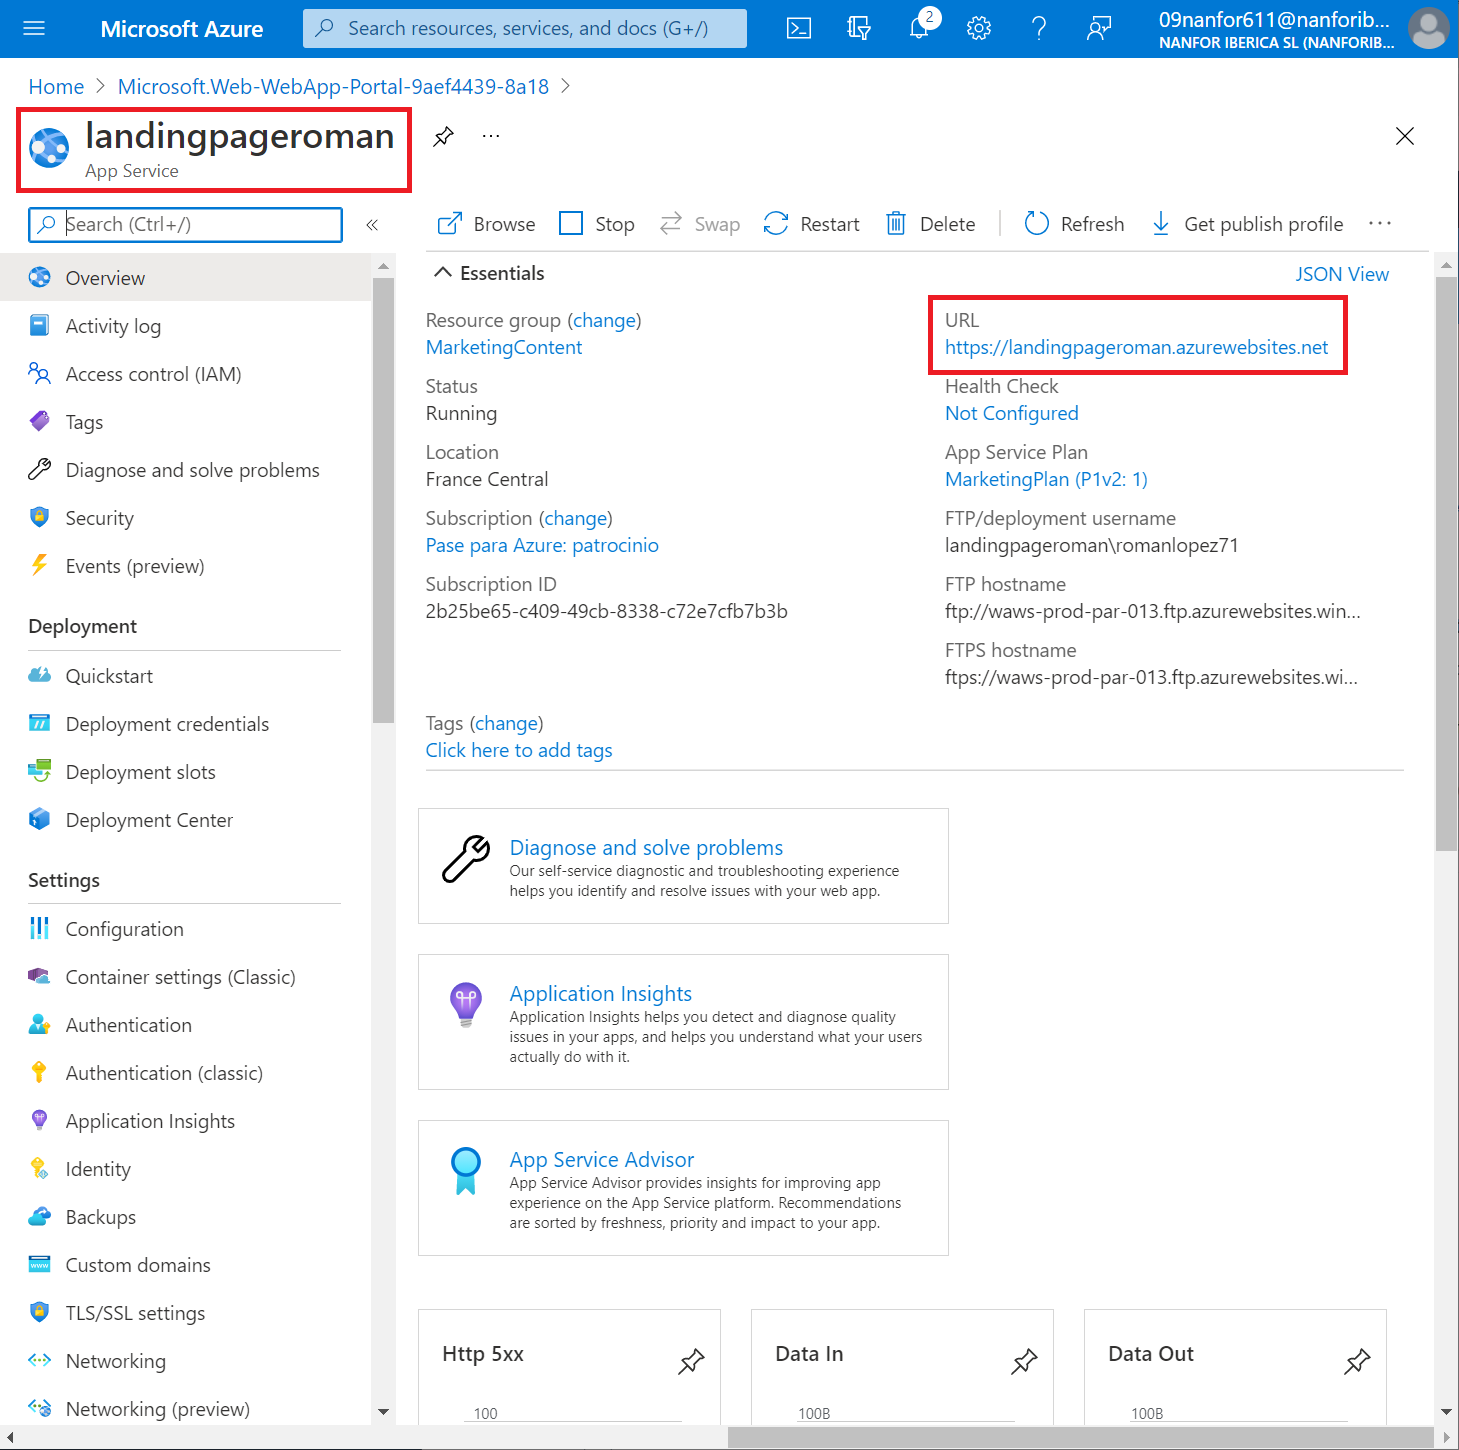 Microsoft Azure
Search resources, services, and docs (G+/)
2
09nanfor611@nanforib...
NANFOR IBERICA SL (NANFORIB...
Home > Microsoft.Web-WebApp-Portal-9aef4439-8a18 >
landingpageroman
...
App Service
Search (Ctrl+/)
«
Browse
Stop
Swap
Restart
Delete
Refresh
Get publish profile
...
Overview
Activity log
Access control (IAM)
Tags
Diagnose and solve problems
Security
Events (preview)
Deployment
Quickstart
Deployment credentials
Deployment slots
Deployment Center
Settings
Configuration
Container settings (Classic)
Authentication
Authentication (classic)
Application Insights
Identity
Backups
Custom domains
TLS/SSL settings
Networking
Networking (preview)
Essentials
JSON View
Resource group (change)
MarketingContent
Status
Running
Location
France Central
Subscription (change)
Pase para Azure: patrocinio
Subscription ID
2b25be65-c409-49cb-8338-c72e7cfb7b3b
URL
https://landingpageroman.azurewebsites.net
Health Check
Not Configured
App Service Plan
MarketingPlan (P1v2: 1)
FTP/deployment username
landingpageroman\romanlopez71
FTP hostname
ftp://waws-prod-par-013.ftp.azurewebsites.win...
FTPS hostname
ftps://waws-prod-par-013.ftp.azurewebsites.wi...
Tags (change)
Click here to add tags
Diagnose and solve problems
Our self-service diagnostic and troubleshooting experience
helps you identify and resolve issues with your web app.
Application Insights
Application Insights helps you detect and diagnose quality
issues in your apps, and helps you understand what your users
actually do with it.
App Service Advisor
App Service Advisor provides insights for improving app
experience on the App Service platform. Recommendations
are sorted by freshness, priority and impact to your app.
Http 5xx
100
Data In
100B
Data Out
100B